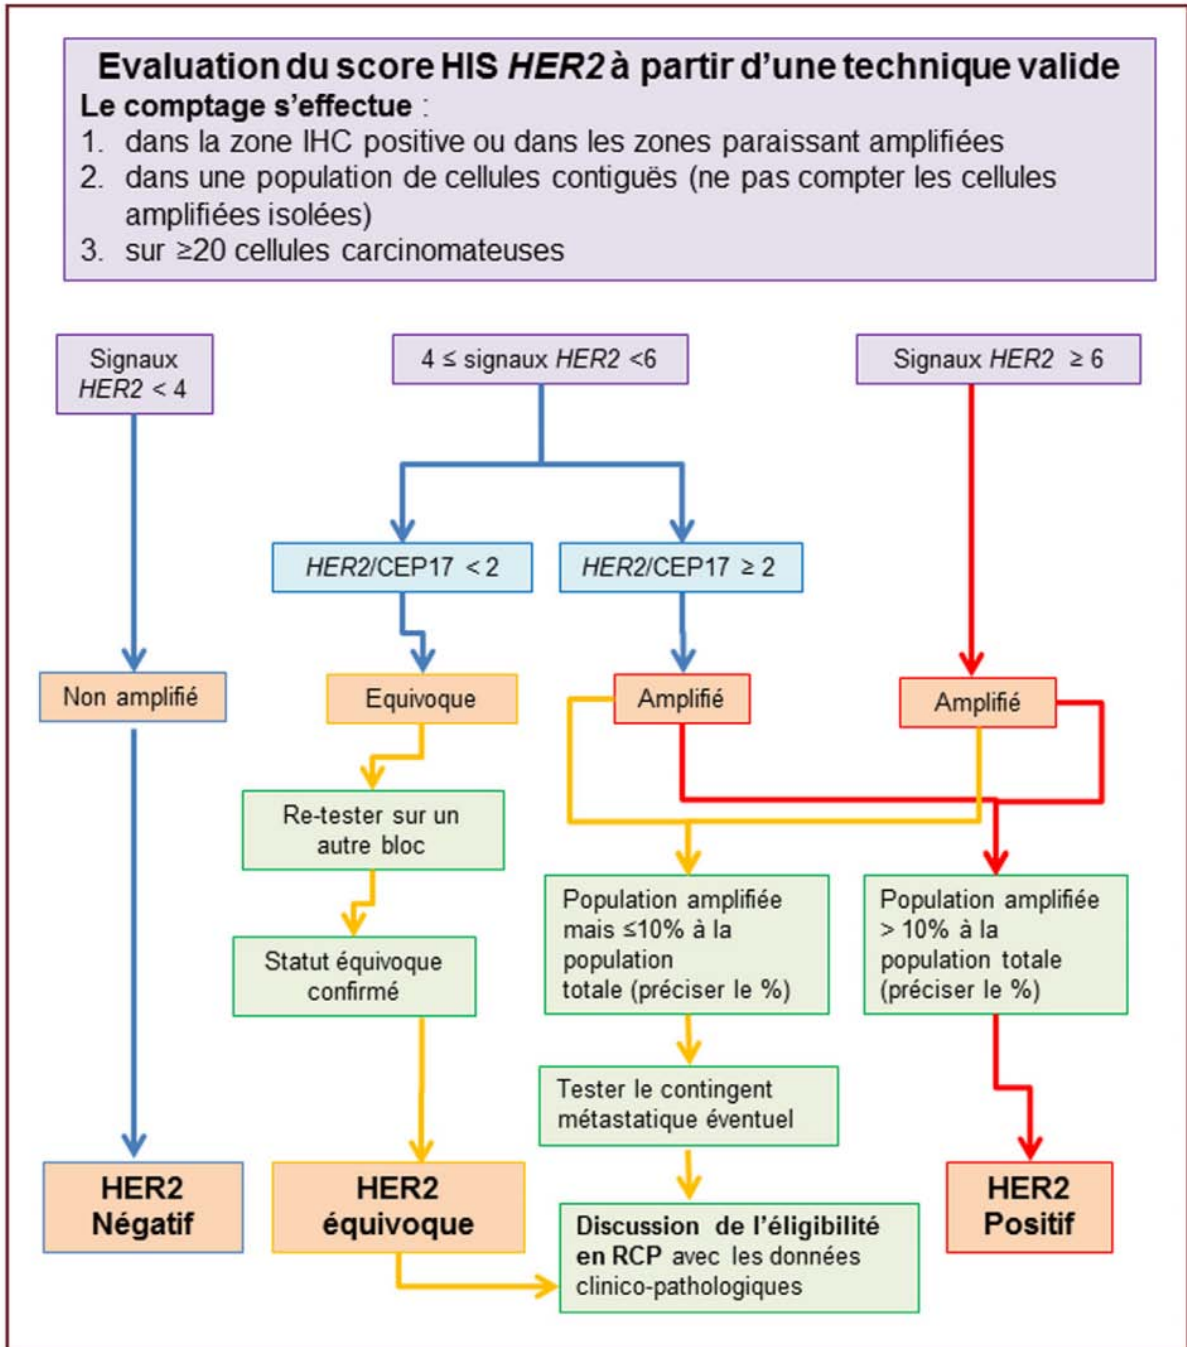 Evaluation du score HIS HER2 à partir d’une technique valide
Le comptage s’effectue :
1. dans la zone IHC positive ou dans les zones paraissant amplifiées
2. dans une population de cellules contiguës (ne pas compter les cellules
amplifiées isolées)
3. sur ≥20 cellules carcinomateuses
Signaux
HER2 < 4
4 ≤ signaux HER2 <6
Signaux HER2 ≥ 6
HER2/CEP17 < 2
HER2/CEP17 ≥ 2
Non amplifié
Equivoque
Amplifié
Amplifié
Re-tester sur un
autre bloc
Population amplifiée
mais ≤10% à la
population
totale (préciser le %)
Population amplifiée
> 10% à la
population totale
(préciser le %)
Statut équivoque
confirmé
Tester le contingent
métastatique éventuel
HER2
Négatif
HER2
équivoque
Discussion de l’éligibilité
en RCP avec les données
clinico-pathologiques
HER2
Positif